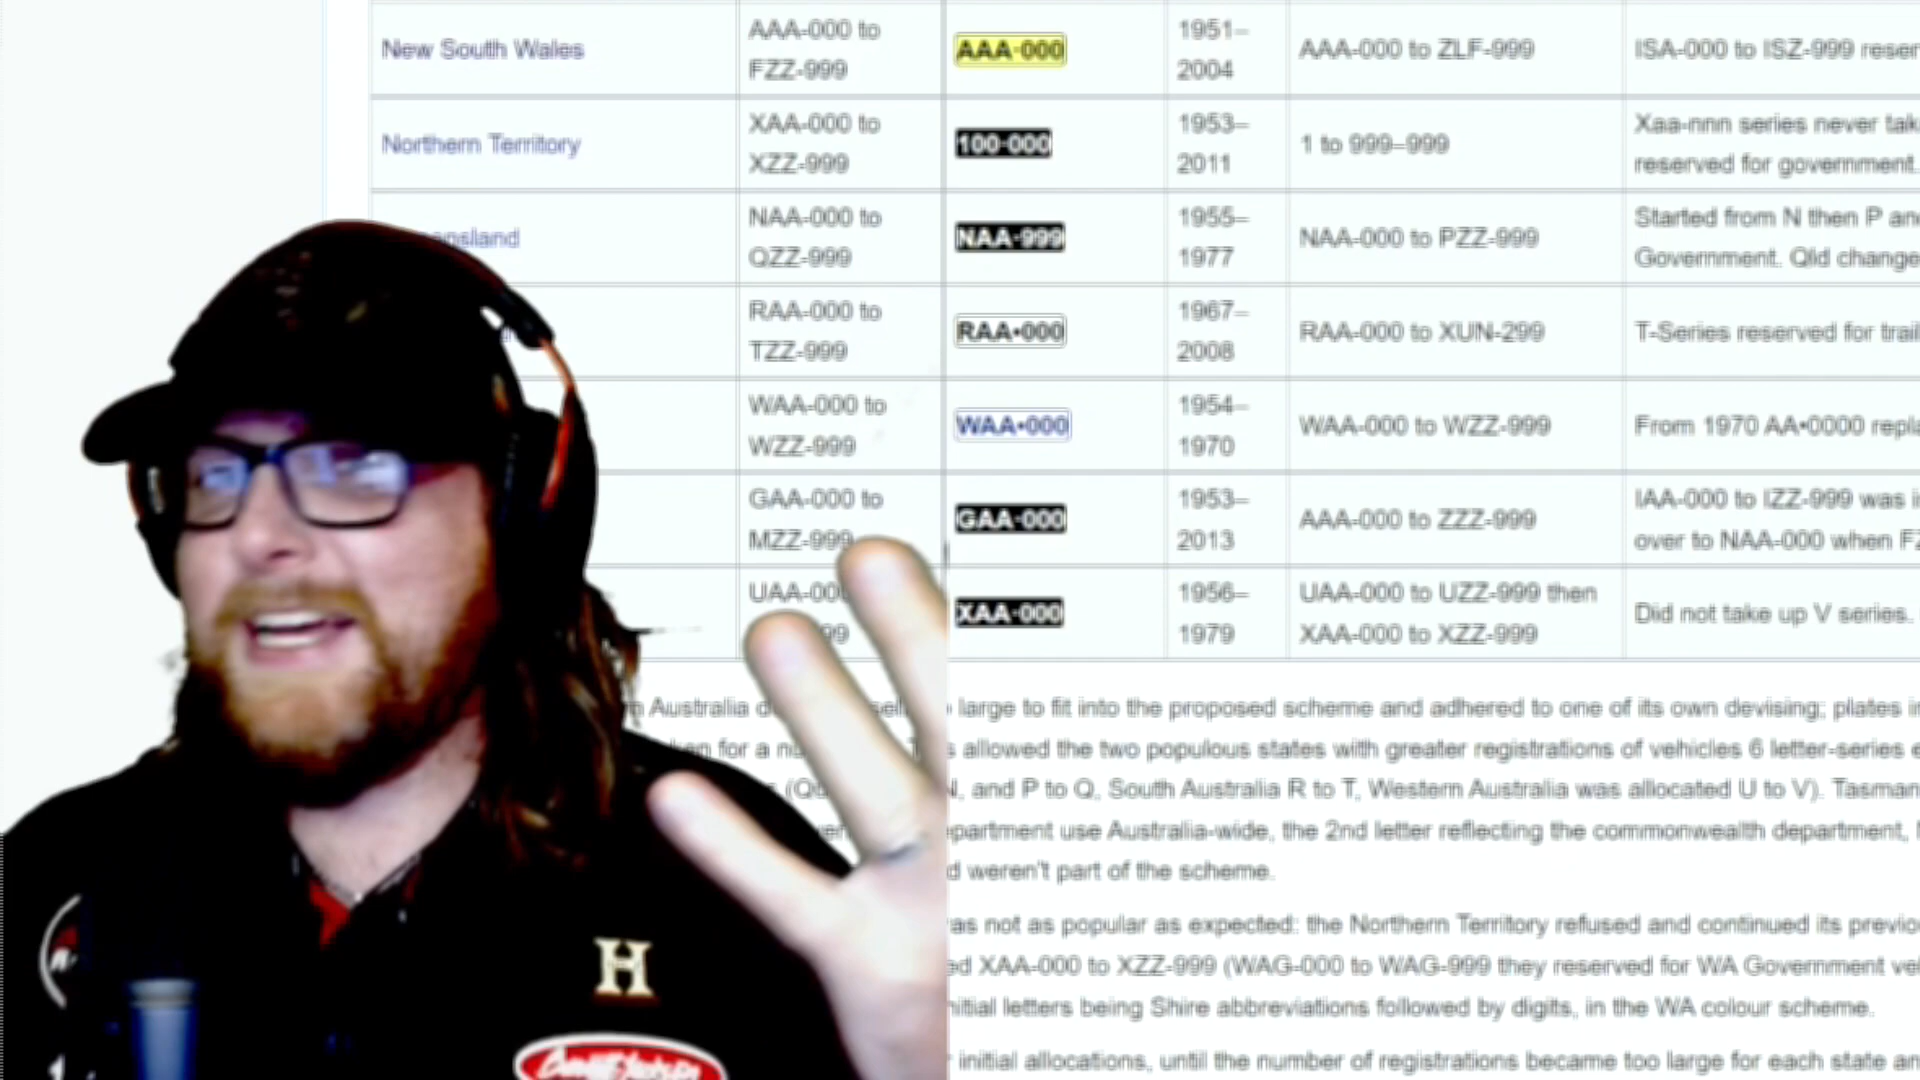 New South Wales
AAA-000 to
FZZ-999
AAA·000
1951–
2004
AAA-000 to ZLF-999
ISA-000 to ISZ-999 reser
Northern Territory
XAA-000 to
XZZ-999
100·000
1953–
2011
1 to 999–999
Xaa-nnn series never tak
reserved for government.
ensland
NAA-000 to
QZZ-999
NAA·999
1955–
1977
NAA-000 to PZZ-999
Started from N then P an
Government. Qld change
RAA-000 to
TZZ-999
RAA•000
1967–
2008
RAA-000 to XUN-299
T-Series reserved for trail
WAA-000 to
WZZ-999
WAA•000
1954–
1970
WAA-000 to WZZ-999
From 1970 AA•0000 repla
GAA-000 to
MZZ-999
GAA·000
1953–
2013
AAA-000 to ZZZ-999
IAA-000 to IZZ-999 was i
over to NAA-000 when FZ
UAA-00
99
XAA·000
1956–
1979
UAA-000 to UZZ-999 then
XAA-000 to XZZ-999
Did not take up V series.
n Australia d self large to fit into the proposed scheme and adhered to one of its own devising; plates i
ken for a nu s allowed the two populous states with greater registrations of vehicles 6 letter-series e
(Qu N, and P to Q, South Australia R to T, Western Australia was allocated U to V). Tasman
partment use Australia-wide, the 2nd letter reflecting the commonwealth department,
d weren't part of the scheme.
as not as popular as expected: the Northern Territory refused and continued its previo
ed XAA-000 to XZZ-999 (WAG-000 to WAG-999 they reserved for WA Government ve
nitial letters being Shire abbreviations followed by digits, in the WA colour scheme.
initial allocations, until the number of registrations became too large for each state an
H